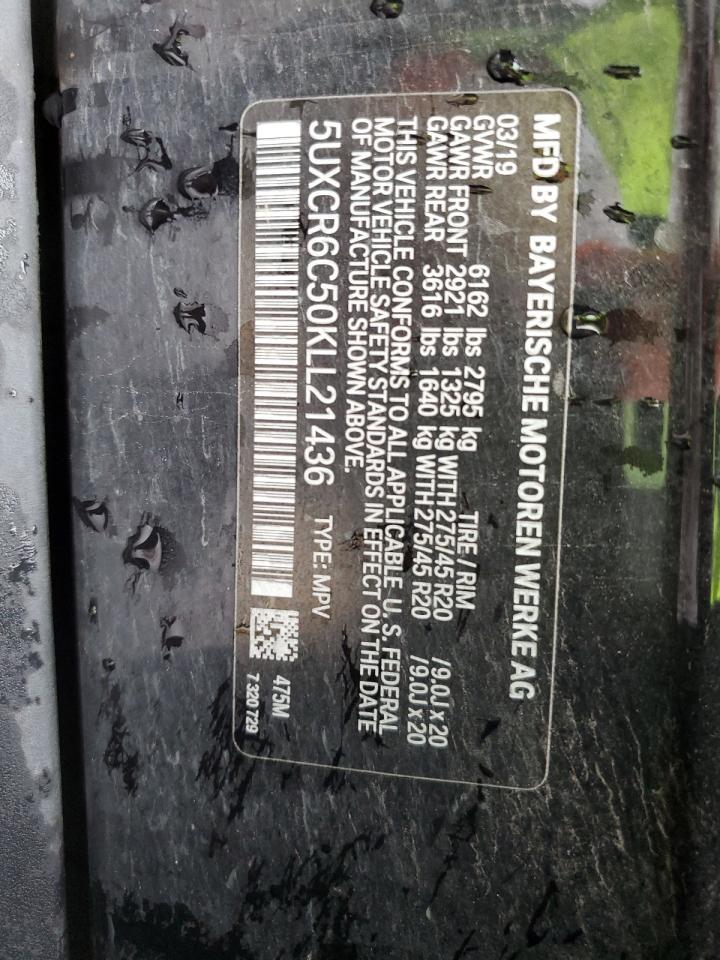 MFD BY BAYERISCHE MOTOREN WERKE AG
03/19
GVWR 6162 lbs 2795 kg TIRE / RIM
GAWR FRONT 2921 lbs 1325 kg WITH 275/45 R20 /9.0J x 20
GAWR REAR 3616 lbs 1640 kg WITH 275/45 R20 /9.0J x 20
THIS VEHICLE CONFORMS TO ALL APPLICABLE U.S. FEDERAL
MOTOR VEHICLE SAFETY STANDARDS IN EFFECT ON THE DATE
OF MANUFACTURE SHOWN ABOVE.
5UXCR6C50KLL21436 TYPE: MPV
475M
7 320 729